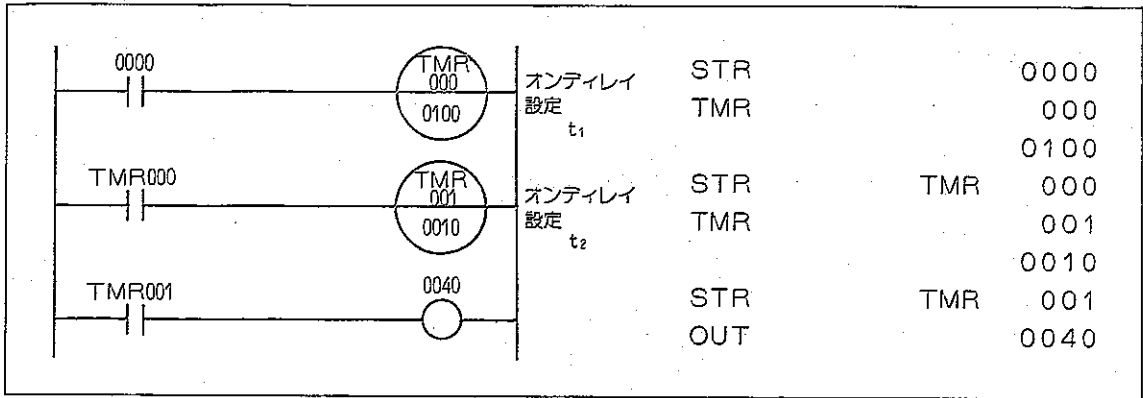 0000
TMR
000
0100
オンディレイ
設定
t₁
TMR000
TMR
001
0010
オンディレイ
設定
t₂
TMR001
0040
STR 0000
TMR 000
0100
STR TMR 000
TMR 001
0010
STR TMR 001
OUT 0040